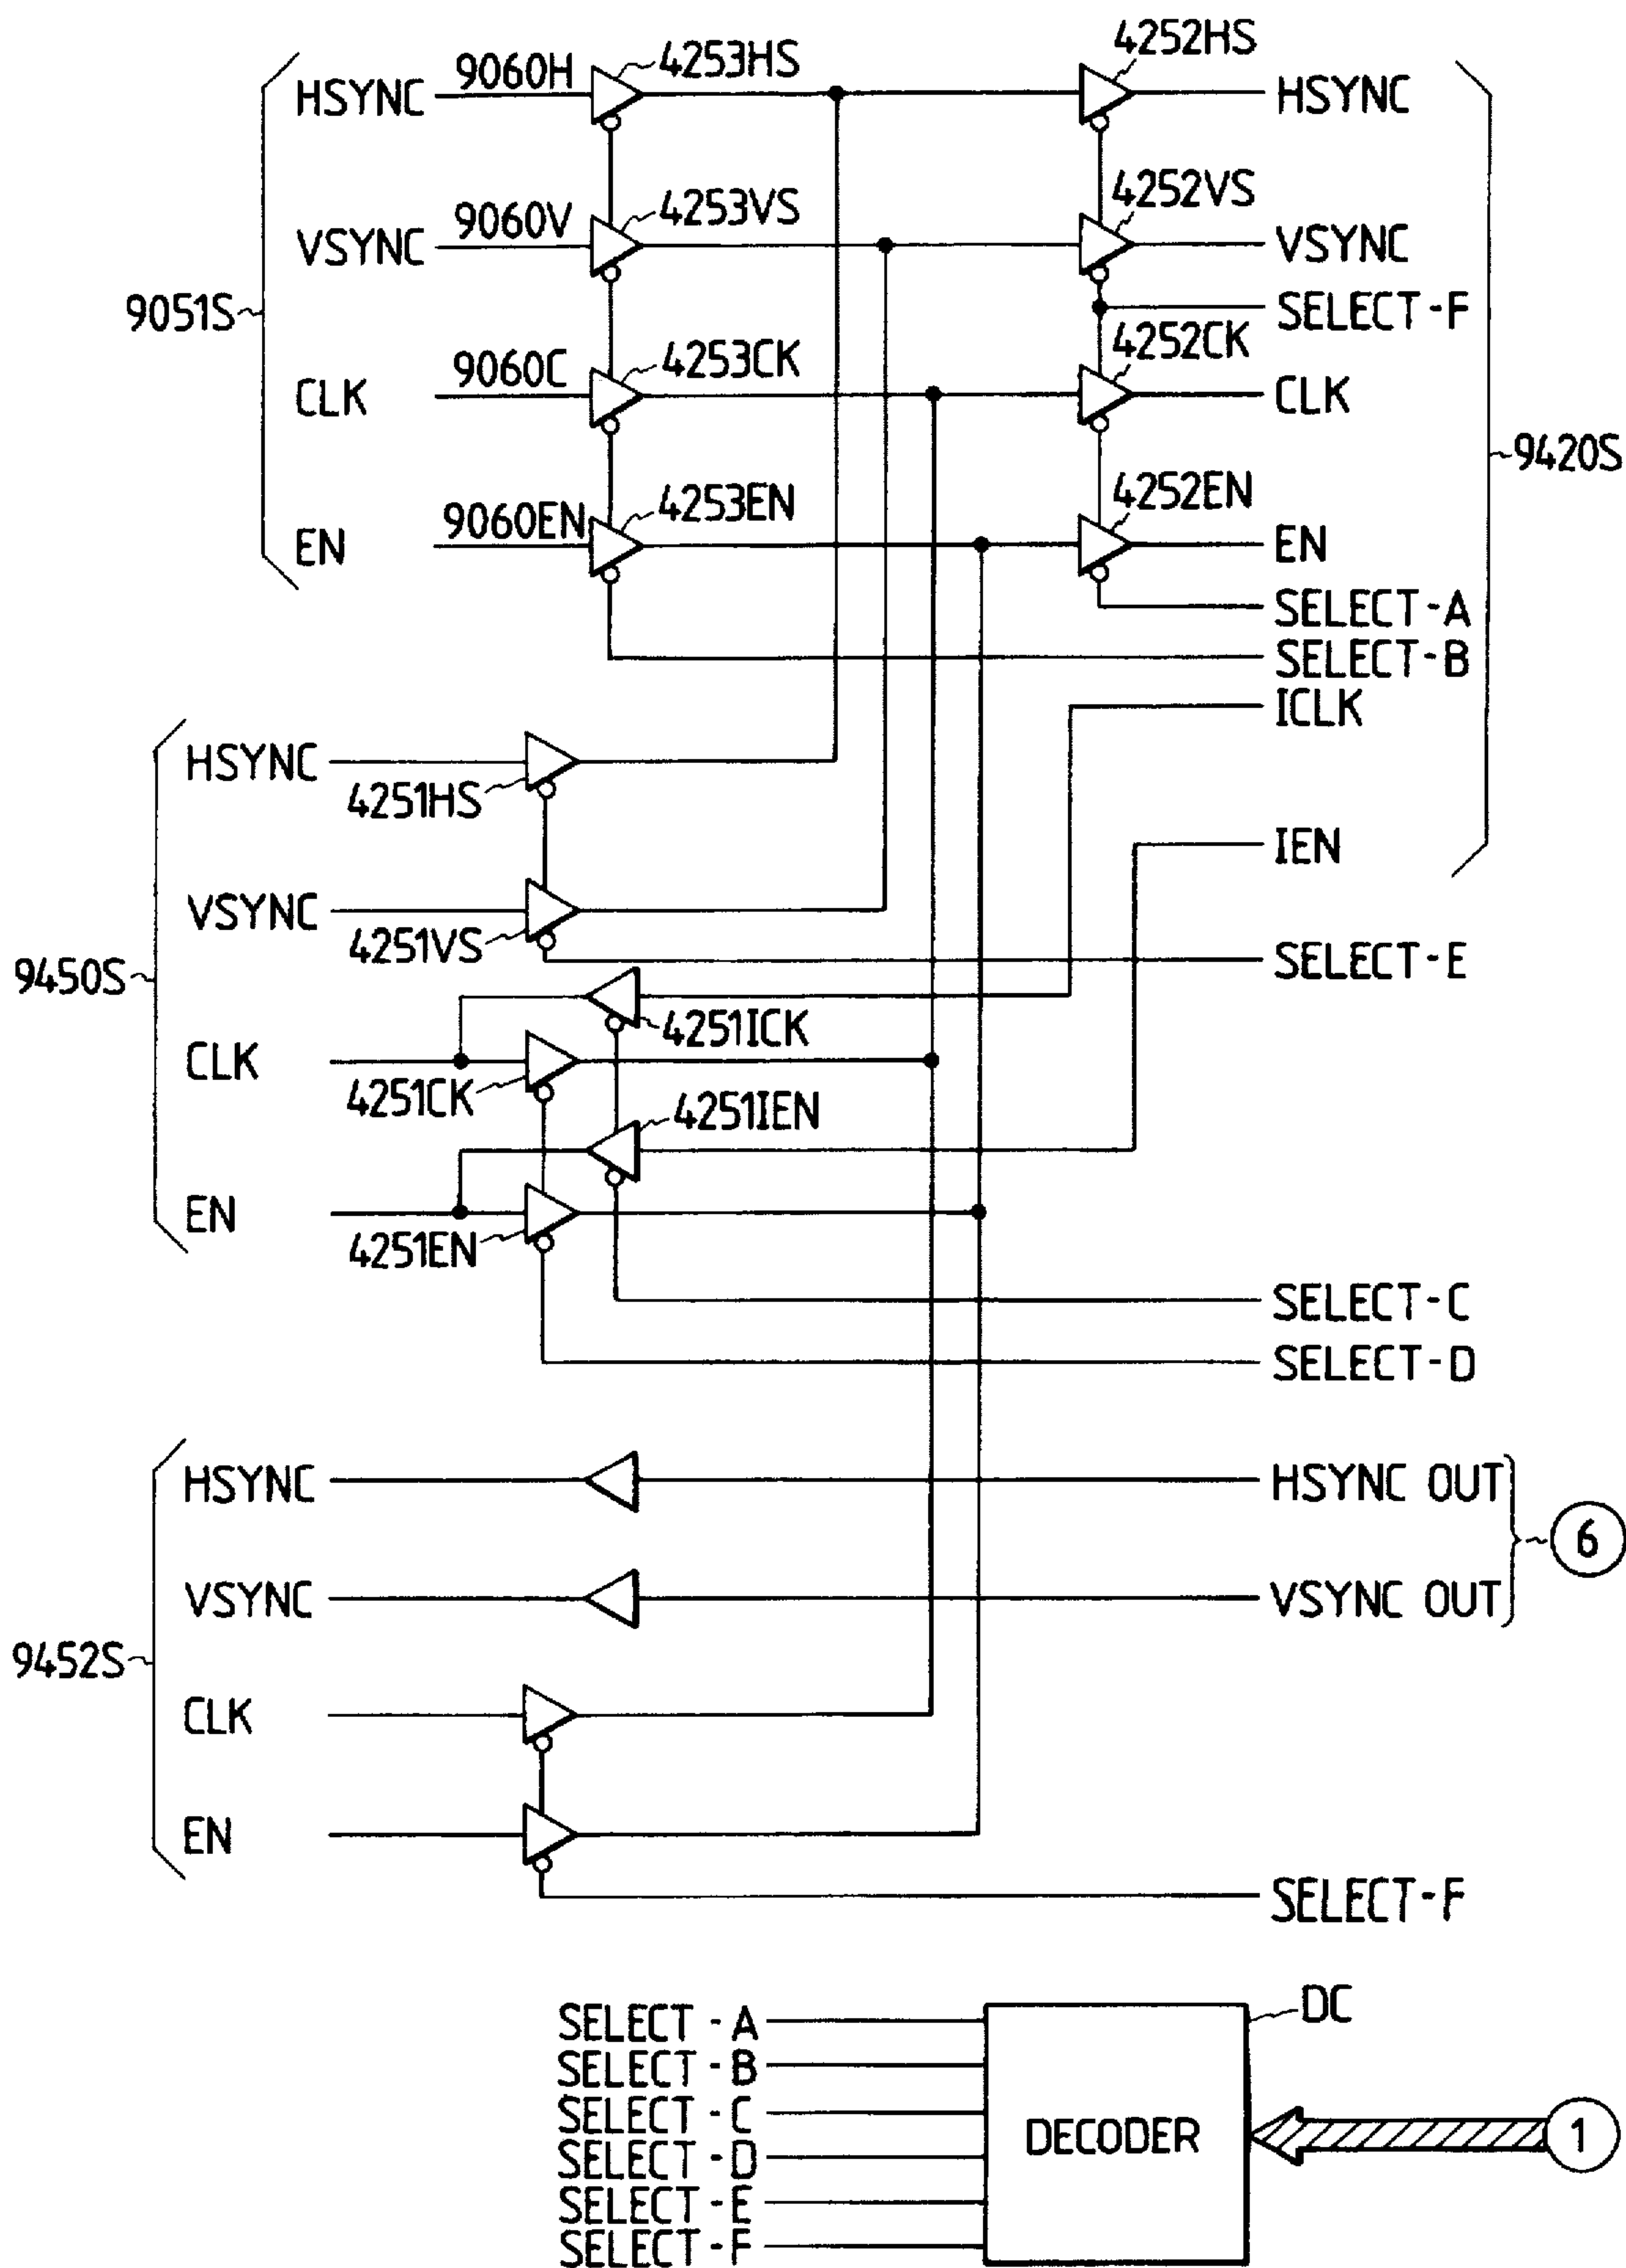 4252HS
9060H 4253HS
HSYNC HSYNC
9060V 4253VS 4252VS
VSYNC VSYNC
9051S SELECT-F
9060C 4253CK 4252CK
CLK CLK
9420S
9060EN 4253EN 4252EN
EN EN
SELECT-A
SELECT-B
ICLK
HSYNC
4251HS
IEN
VSYNC
4251VS
9450S SELECT-E
4251ICK
CLK
4251CK 4251IEN
EN
4251EN
SELECT-C
SELECT-D
HSYNC HSYNC OUT
6
VSYNC VSYNC OUT
9452S
CLK
EN
SELECT-F
DC
SELECT-A
SELECT-B
SELECT-C
DECODER 1
SELECT-D
SELECT-E
SELECT-F